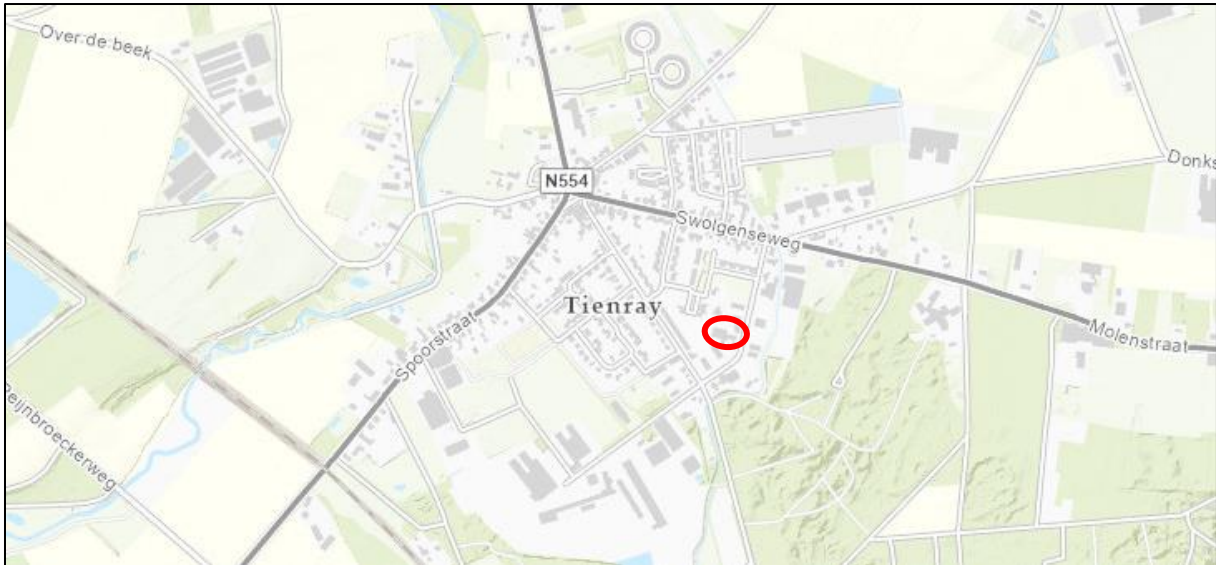 Over de beek
N554
Donks
Swolgenseweg
Tienray
Molenstraat
Spoorstraat
Reijnbroeckerweg